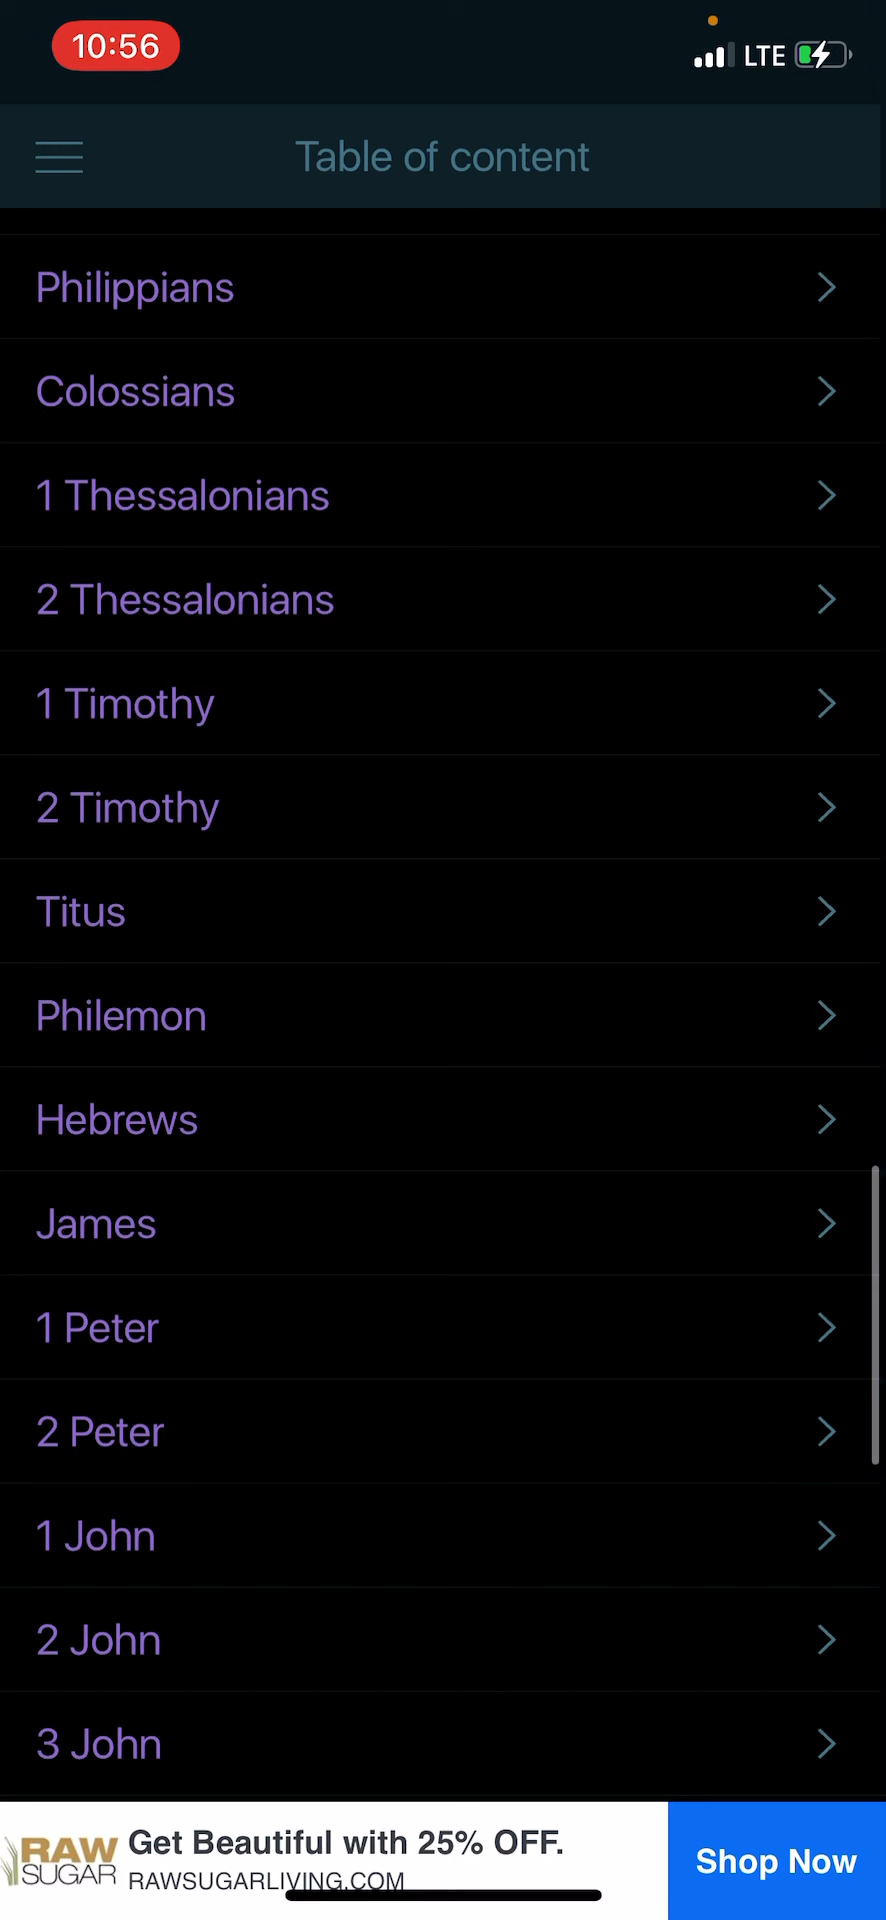 10:56
LTE
Table of content
Philippians
Colossians
1 Thessalonians
2 Thessalonians
1 Timothy
2 Timothy
Titus
Philemon
Hebrews
James
1 Peter
2 Peter
1 John
2 John
3 John
RAW
SUGAR
Get Beautiful with 25% OFF.
RAWSUGARLIVING.COM
Shop Now